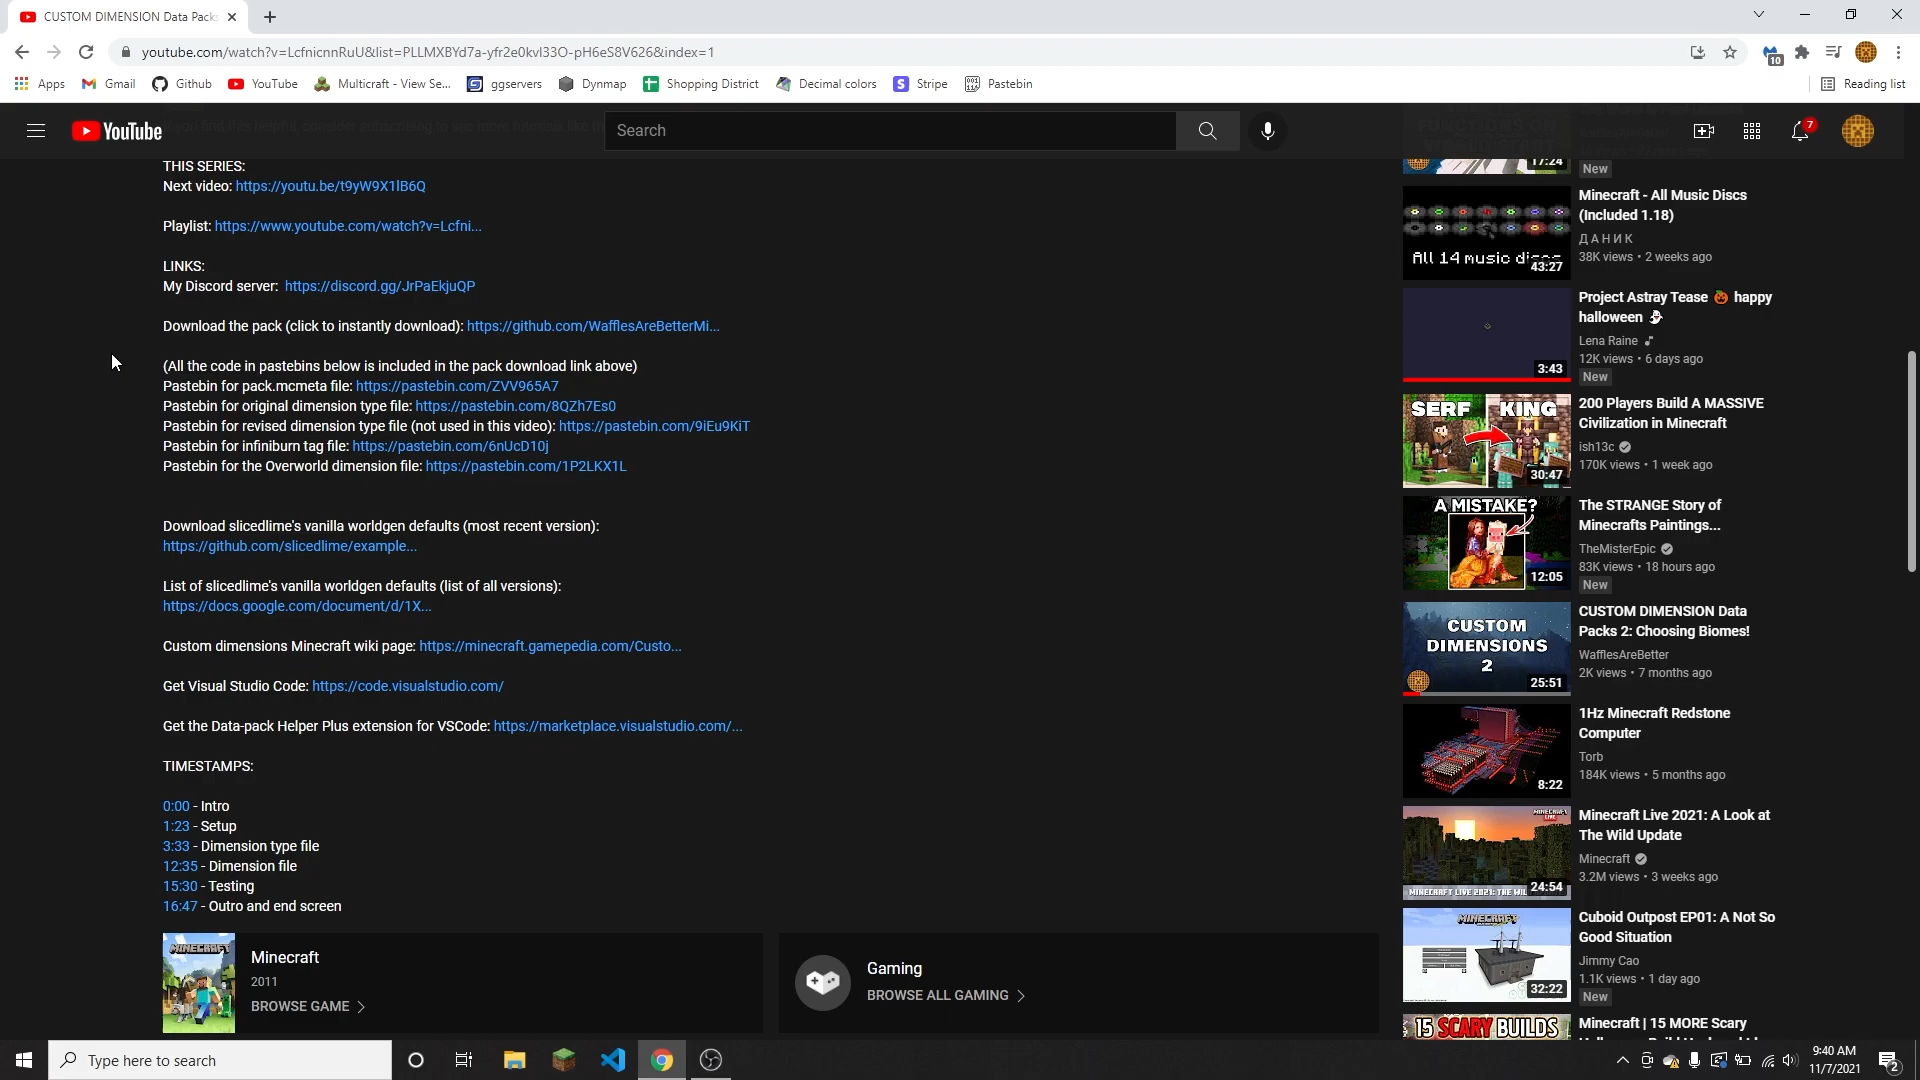 CUSTOM DIMENSION Data Packs
youtube.com/watch?v=LcfnicnnRuU&list=PLLMXBYd7a-yfr2e0kvl33O-pH6eS8V626&index=1
10
Apps
Gmail
Github
YouTube
Multicraft - View Se...
ggservers
Dynmap
Shopping District
Decimal colors
Stripe
Pastebin
Reading list
YouTube
Search
7
THIS SERIES:
Next video: https://youtu.be/t9yW9X1lB6Q
Playlist: https://www.youtube.com/watch?v=Lcfni...
LINKS:
My Discord server: https://discord.gg/JrPaEkjuQP
Download the pack (click to instantly download): https://github.com/WafflesAreBetterMi...
(All the code in pastebins below is included in the pack download link above)
Pastebin for pack.mcmeta file: https://pastebin.com/ZVV965A7
Pastebin for original dimension type file: https://pastebin.com/8QZh7Es0
Pastebin for revised dimension type file (not used in this video): https://pastebin.com/9iEu9KiT
Pastebin for infiniburn tag file: https://pastebin.com/6nUcD10j
Pastebin for the Overworld dimension file: https://pastebin.com/1P2LKX1L
Download slicedlime's vanilla worldgen defaults (most recent version):
https://github.com/slicedlime/example...
List of slicedlime's vanilla worldgen defaults (list of all versions):
https://docs.google.com/document/d/1X...
Custom dimensions Minecraft wiki page: https://minecraft.gamepedia.com/Custo...
Get Visual Studio Code: https://code.visualstudio.com/
Get the Data-pack Helper Plus extension for VSCode: https://marketplace.visualstudio.com/...
TIMESTAMPS:
0:00 - Intro
1:23 - Setup
3:33 - Dimension type file
12:35 - Dimension file
15:30 - Testing
16:47 - Outro and end screen
MINECRAFT
Minecraft
2011
BROWSE GAME
Gaming
BROWSE ALL GAMING
17:24
New
All 14 music discs
43:27
Minecraft - All Music Discs
(Included 1.18)
ДАНИК
38K views • 2 weeks ago
3:43
Project Astray Tease 🎃 happy
halloween 👻
Lena Raine
12K views • 6 days ago
New
SERF KING
30:47
200 Players Build A MASSIVE
Civilization in Minecraft
ish13c
170K views • 1 week ago
A MISTAKE?
12:05
The STRANGE Story of
Minecrafts Paintings...
TheMisterEpic
83K views • 18 hours ago
New
CUSTOM
DIMENSIONS
2
25:51
CUSTOM DIMENSION Data
Packs 2: Choosing Biomes!
WafflesAreBetter
2K views • 7 months ago
8:22
1Hz Minecraft Redstone
Computer
Torb
184K views • 5 months ago
MINECRAFT
LIVE
MINECRAFT LIVE 2021: THE WIL
24:54
Minecraft Live 2021: A Look at
The Wild Update
Minecraft
3.2M views • 3 weeks ago
MINECRAFT
32:22
Cuboid Outpost EP01: A Not So
Good Situation
Jimmy Cao
1.1K views • 1 day ago
New
15 SCARY BUILDS
Minecraft | 15 MORE Scary
Type here to search
9:40 AM
11/7/2021
2